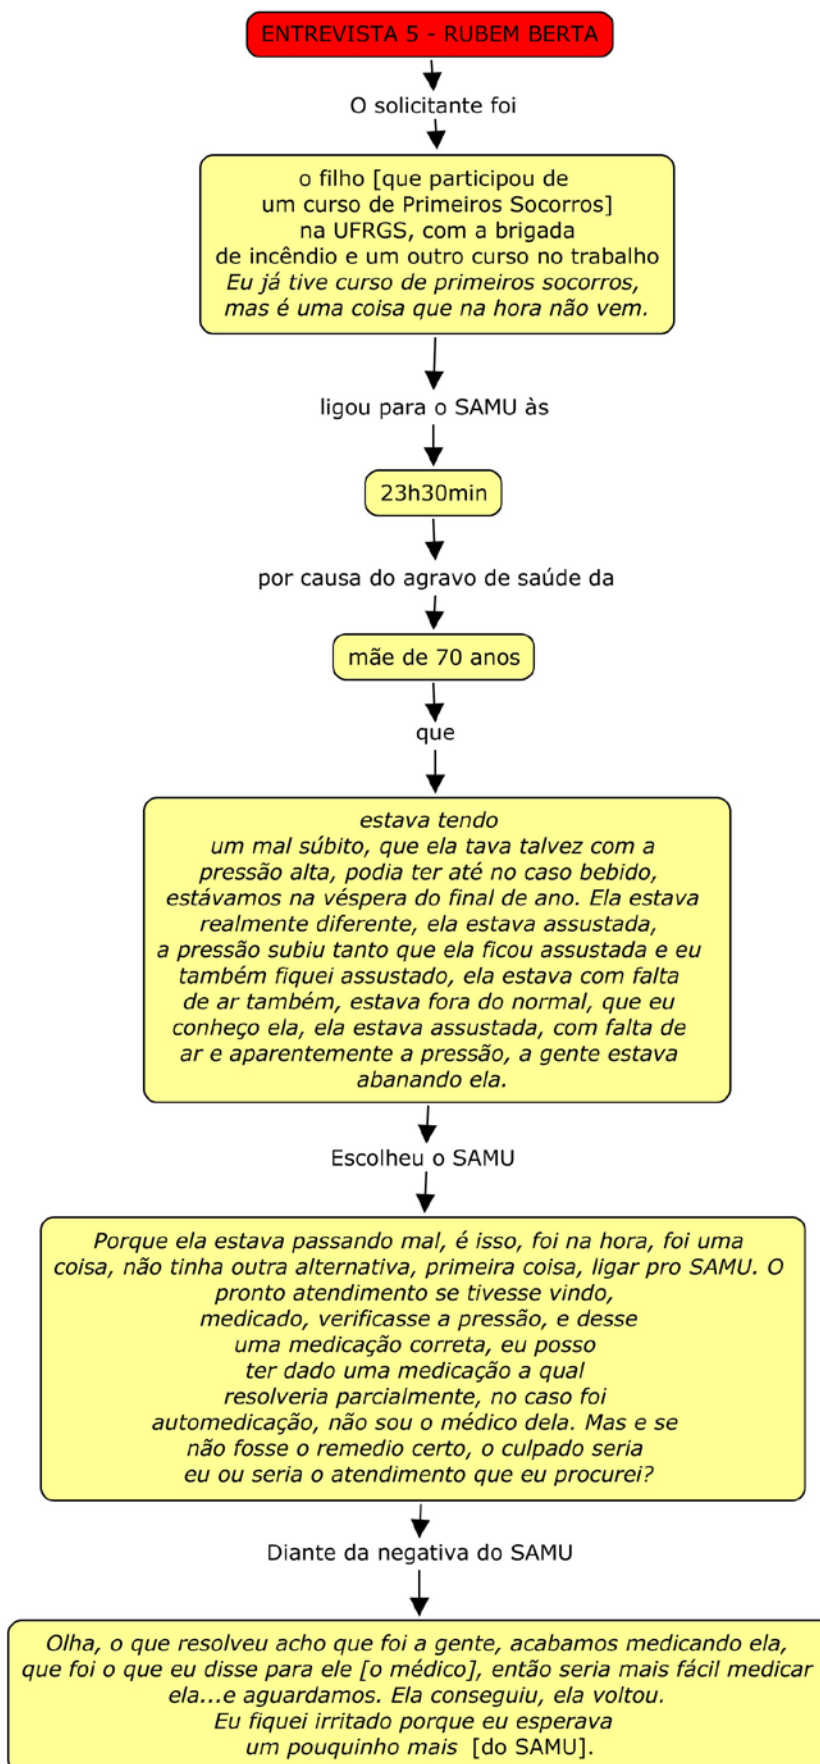 ENTREVISTA 5 - RUBEM BERTA
O solicitante foi
o filho [que participou de
um curso de Primeiros Socorros]
na UFRGS, com a brigada
de incêndio e um outro curso no trabalho
Eu já tive curso de primeiros socorros,
mas é uma coisa que na hora não vem.
ligou para o SAMU às
23h30min
por causa do agravo de saúde da
mãe de 70 anos
que
estava tendo
um mal súbito, que ela tava talvez com a
pressão alta, podia ter até no caso bebido,
estávamos na véspera do final de ano. Ela estava
realmente diferente, ela estava assustada,
a pressão subiu tanto que ela ficou assustada e eu
também fiquei assustado, ela estava com falta
de ar também, estava fora do normal, que eu
conheço ela, ela estava assustada, com falta de
ar e aparentemente a pressão, a gente estava
abanando ela.
Escolheu o SAMU
Porque ela estava passando mal, é isso, foi na hora, foi uma
coisa, não tinha outra alternativa, primeira coisa, ligar pro SAMU. O
pronto atendimento se tivesse vindo,
medicado, verificasse a pressão, e desse
uma medicação correta, eu posso
ter dado uma medicação a qual
resolveria parcialmente, no caso foi
automedicação, não sou o médico dela. Mas e se
não fosse o remedio certo, o culpado seria
eu ou seria o atendimento que eu procurei?
Diante da negativa do SAMU
Olha, o que resolveu acho que foi a gente, acabamos medicando ela,
que foi o que eu disse para ele [o médico], então seria mais fácil medicar
ela...e aguardamos. Ela conseguiu, ela voltou.
Eu fiquei irritado porque eu esperava
um pouquinho mais [do SAMU].